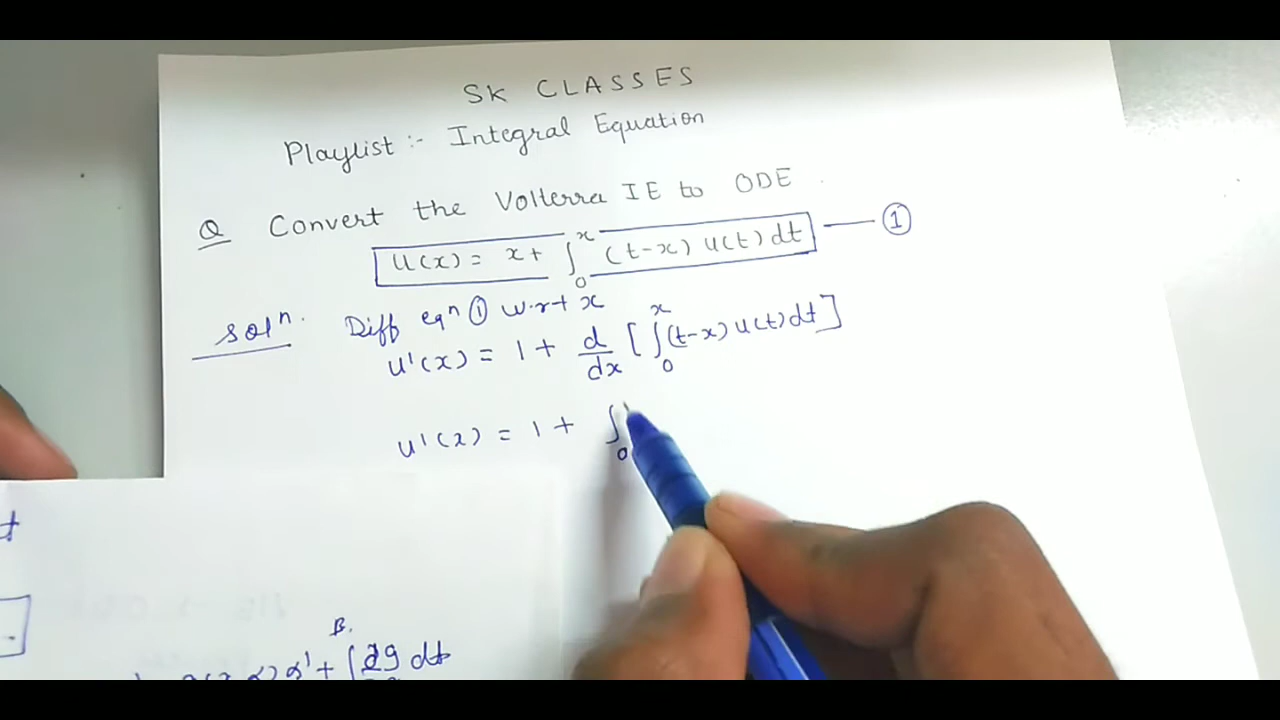 SK CLASSES
Playlist :- Integral Equation
Q Convert the Volterra IE to ODE
u(x) = x + ∫₀ˣ (t-x) u(t) dt —— ①
Solⁿ. Diff eqⁿ ① w.r.t x
u'(x) = 1 + d/dx [∫₀ˣ (t-x) u(t) dt]
u'(x) = 1 + ∫₀
α' + ∫ᵝ ∂g dt